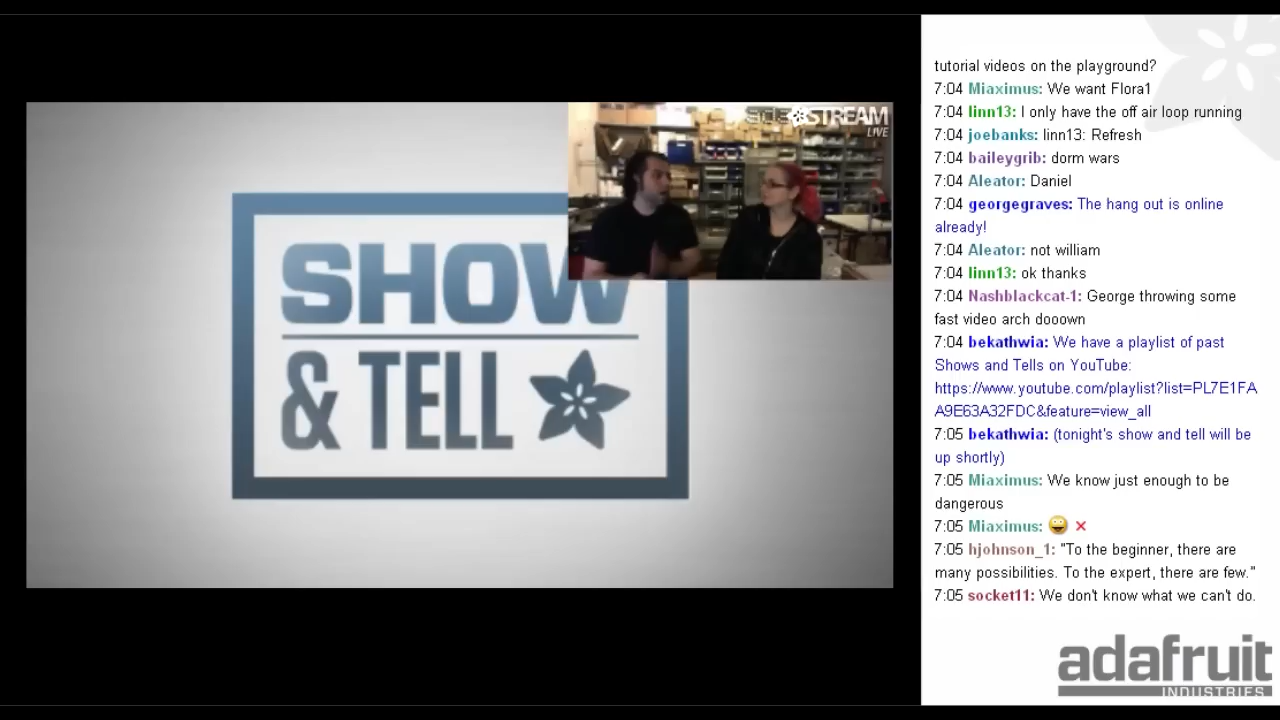 STREAM
LIVE
SHOW
& TELL
tutorial videos on the playground?
7:04 Miaximus: We want Flora1
7:04 linn13: I only have the off air loop running
7:04 joebanks: linn13: Refresh
7:04 baileygrib: dorm wars
7:04 Aleator: Daniel
7:04 georgegraves: The hang out is online
already!
7:04 Aleator: not william
7:04 linn13: ok thanks
7:04 Nashblackcat-1: George throwing some
fast video arch dooown
7:04 bekathwia: We have a playlist of past
Shows and Tells on YouTube:
https://www.youtube.com/playlist?list=PL7E1FA
A9E63A32FDC&feature=view_all
7:05 bekathwia: (tonight's show and tell will be
up shortly)
7:05 Miaximus: We know just enough to be
dangerous
7:05 Miaximus:
7:05 hjohnson_1: "To the beginner, there are
many possibilities. To the expert, there are few."
7:05 socket11: We don't know what we can't do.
adafruit
INDUSTRIES